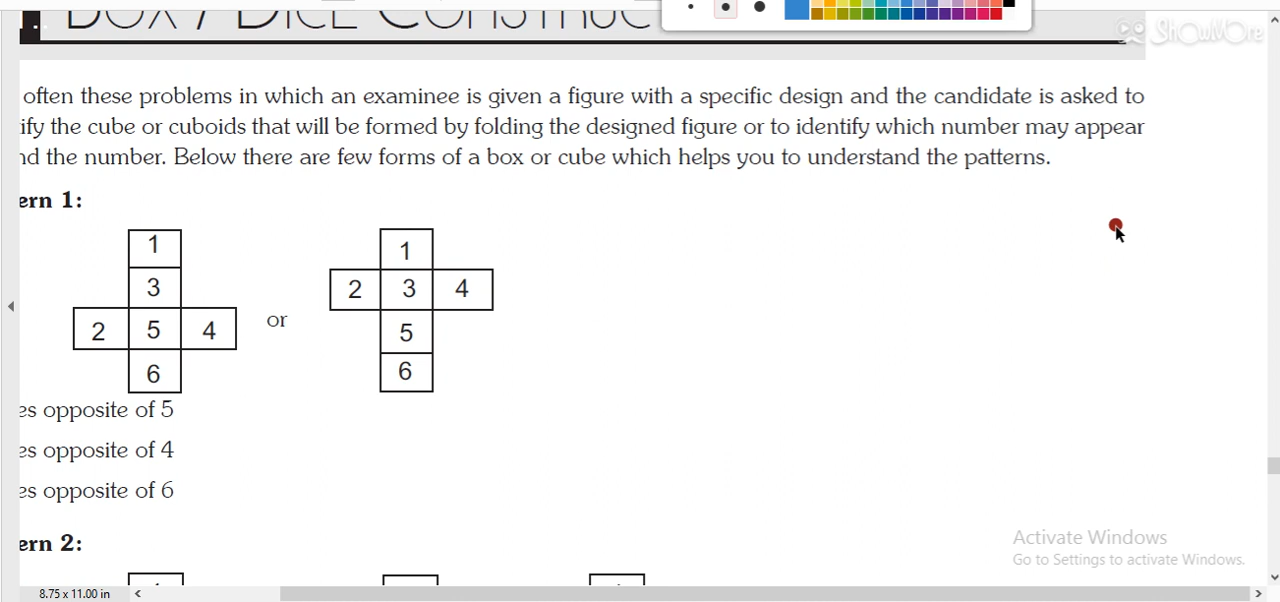 BOX / DICE CONSTRUC
ShowMore
often these problems in which an examinee is given a figure with a specific design and the candidate is asked to
ify the cube or cuboids that will be formed by folding the designed figure or to identify which number may appear
nd the number. Below there are few forms of a box or cube which helps you to understand the patterns.
ern 1:
1
3
2 5 4
6
or
1
2 3 4
5
6
es opposite of 5
es opposite of 4
es opposite of 6
ern 2:
Activate Windows
Go to Settings to activate Windows.
8.75 x 11.00 in